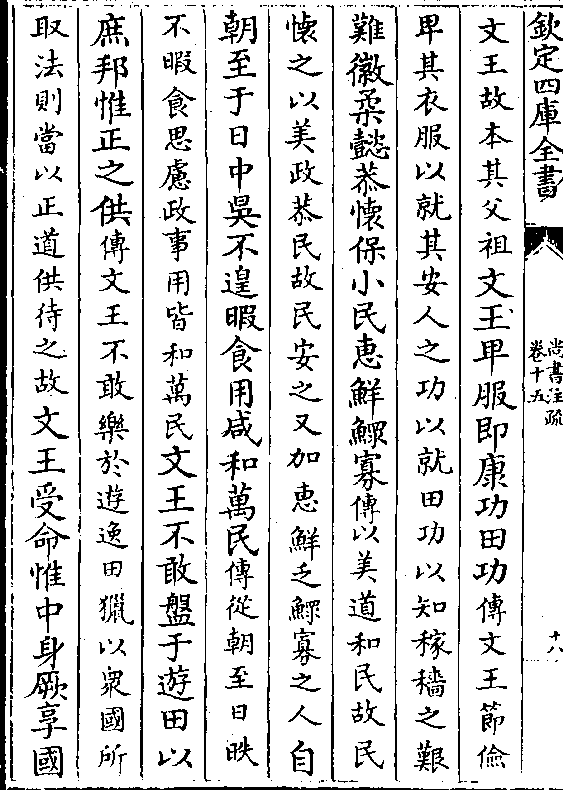 欽定四庫全書
尚書注疏
卷十五
十八
文王故本其父祖文王卑服即康功田功傳文王節儉
卑其衣服以就其安人之功以就田功以知稼穡之艱
難徽柔懿恭懷保小民惠鮮鰥寡傳以美道和民故民
懷之以美政恭民故民安之又加惠鮮乏鰥寡之人自
朝至于日中昃不遑暇食用咸和萬民傳從朝至日昳
不暇食思慮政事用皆和萬民文王不敢盤于遊田以
庶邦惟正之供傳文王不敢樂於遊逸田獵以衆國所
取法則當以正道供待之故文王受命惟中身厥享國